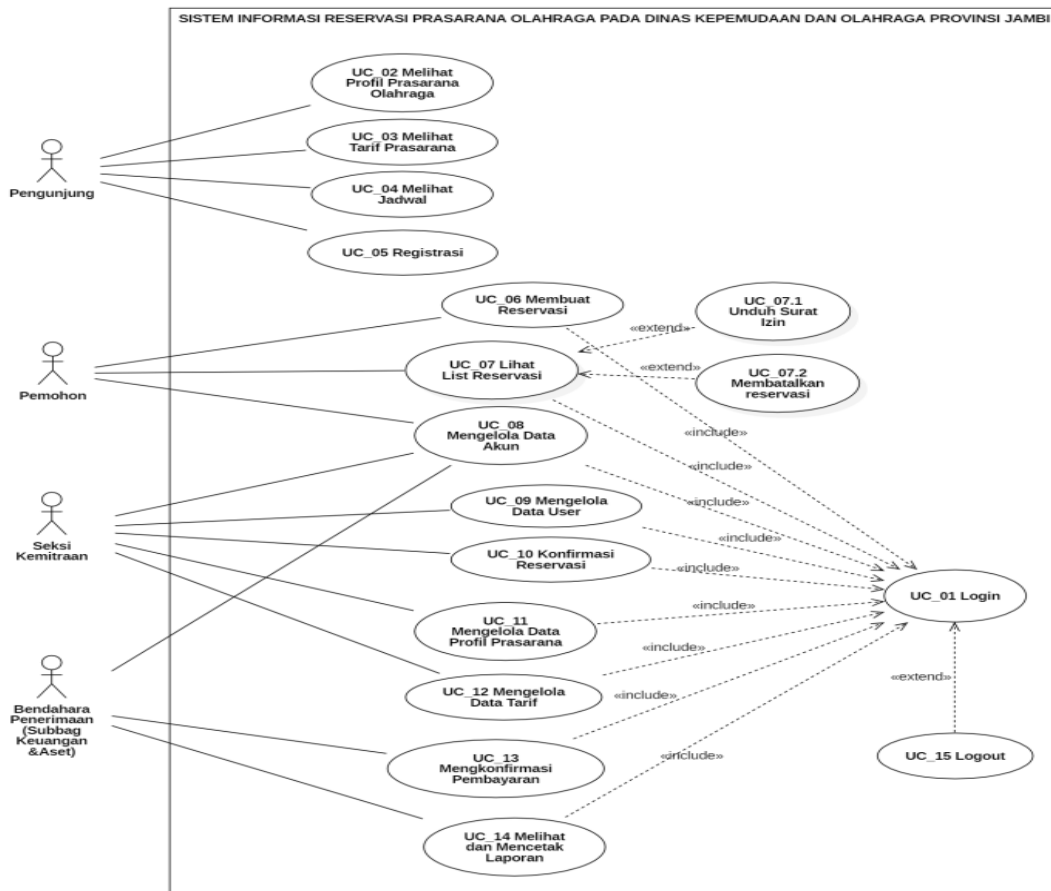 SISTEM INFORMASI RESERVASI PRASARANA OLAHRAGA PADA DINAS KEPEMUDAAN DAN OLAHRAGA PROVINSI JAMBI
UC_02 Melihat
Profil Prasarana
Olahraga
UC_03 Melihat
Tarif Prasarana
Pengunjung
UC_04 Melihat
Jadwal
UC_05 Registrasi
UC_06 Membuat
Reservasi
UC_07.1
Unduh Surat
Izin
«extend»
UC_07 Lihat
List Reservasi
«extend»
UC_07.2
Membatalkan
reservasi
Pemohon
UC_08
Mengelola Data
Akun
«include»
«include»
«include»
UC_09 Mengelola
Data User
«include»
Seksi
Kemitraan
UC_10 Konfirmasi
Reservasi
«include»
UC_01 Login
«include»
UC_11
Mengelola Data
Profil Prasarana
«include»
UC_12 Mengelola
Data Tarif
«include»
«extend»
Bendahara
Penerimaan
(Subbag
Keuangan
&Aset)
UC_13
Mengkonfirmasi
Pembayaran
«include»
UC_15 Logout
UC_14 Melihat
dan Mencetak
Laporan